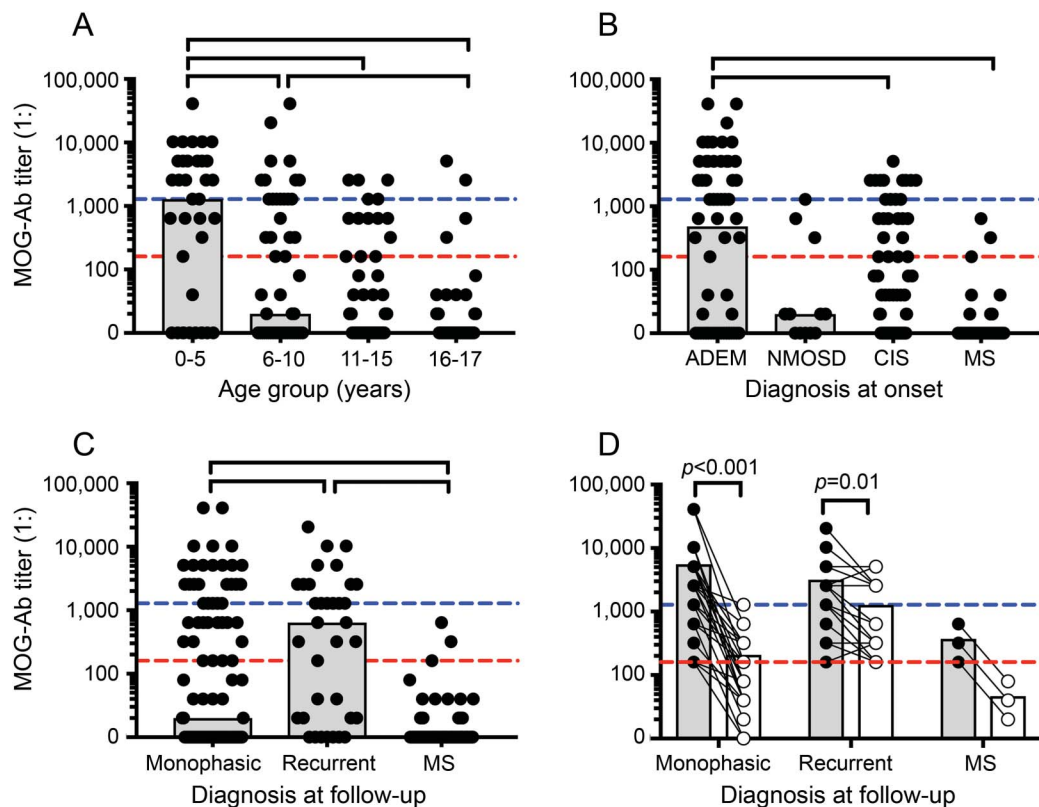 A
MOG-Ab titer (1:)
100,000
10,000
1,000
100
0
0-5 6-10 11-15 16-17
Age group (years)
B
100,000
10,000
1,000
100
0
ADEM NMOSD CIS MS
Diagnosis at onset
C
MOG-Ab titer (1:)
100,000
10,000
1,000
100
0
Monophasic Recurrent MS
Diagnosis at follow-up
D
p<0.001 p=0.01
100,000
10,000
1,000
100
0
Monophasic Recurrent MS
Diagnosis at follow-up